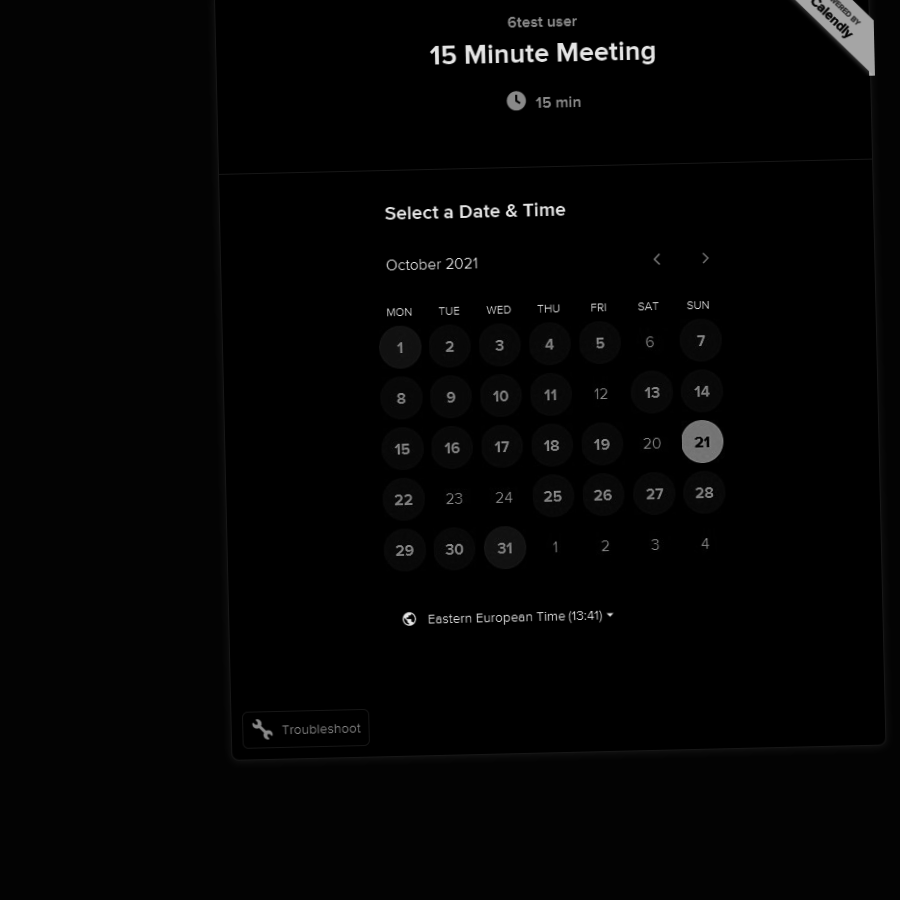 6test user
15 Minute Meeting
15 min
Calendly
Select a Date & Time
October 2021
MON TUE WED THU FRI SAT SUN
1 2 3 4 5 6 7
8 9 10 11 12 13 14
15 16 17 18 19 20 21
22 23 24 25 26 27 28
29 30 31 1 2 3 4
Eastern European Time (13:41)
Troubleshoot